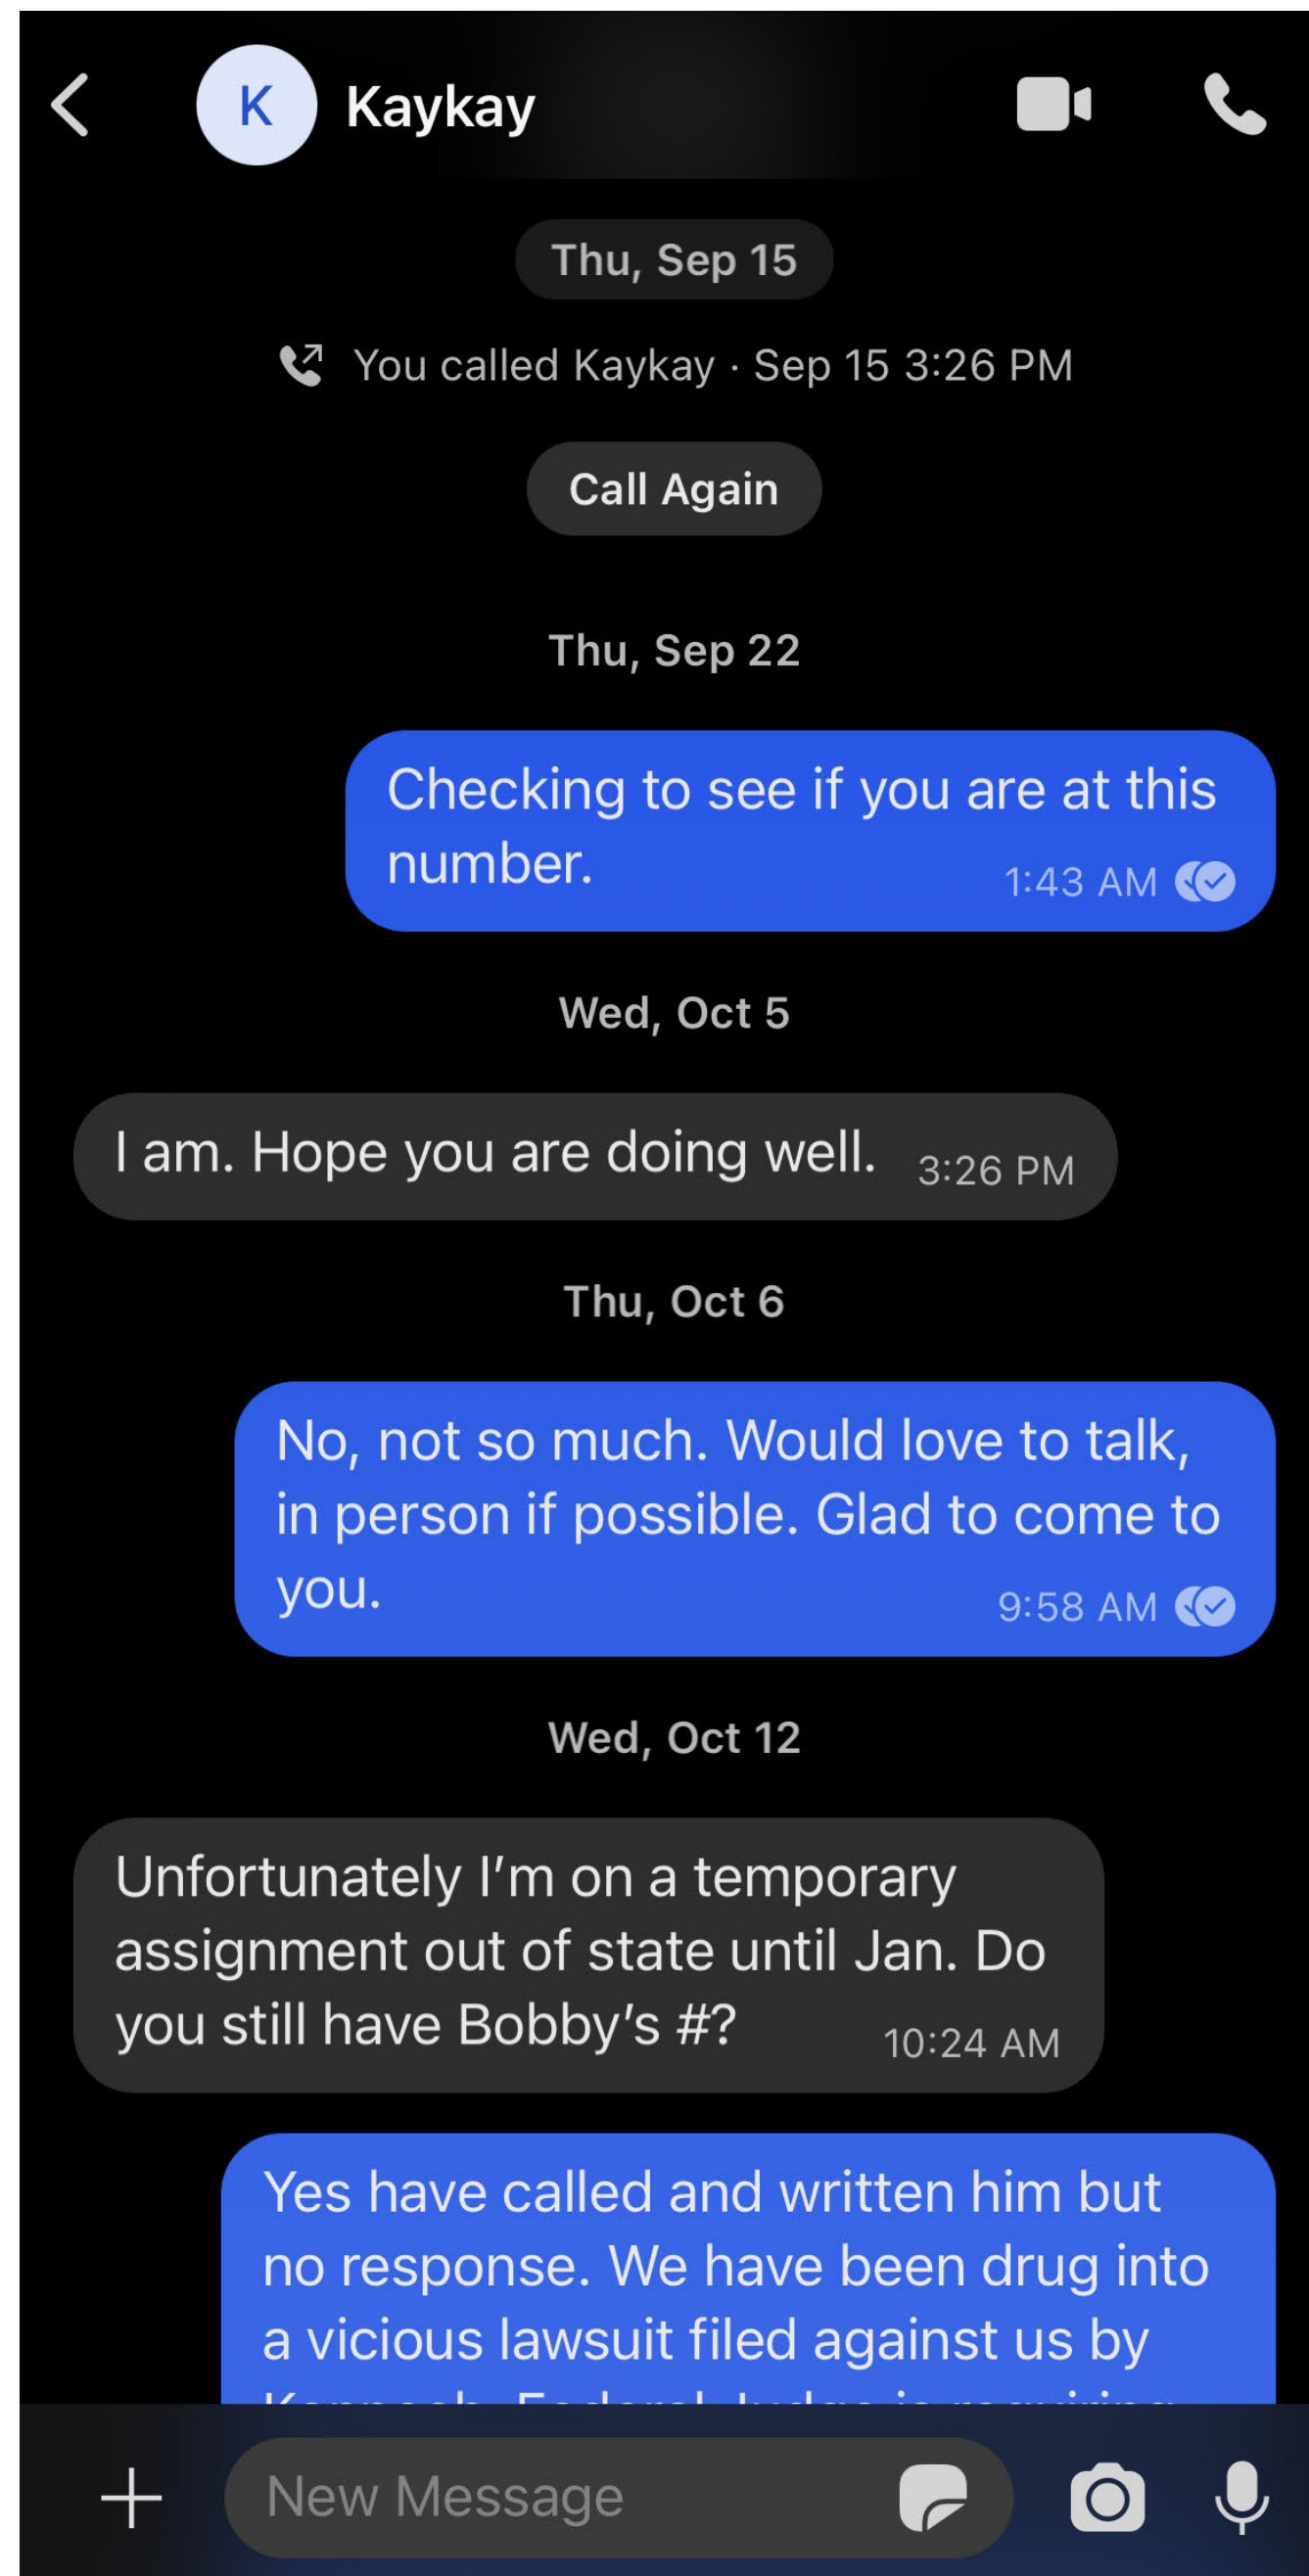 K Kaykay
Thu, Sep 15
You called Kaykay · Sep 15 3:26 PM
Call Again
Thu, Sep 22
Checking to see if you are at this
number. 1:43 AM
Wed, Oct 5
I am. Hope you are doing well. 3:26 PM
Thu, Oct 6
No, not so much. Would love to talk,
in person if possible. Glad to come to
you. 9:58 AM
Wed, Oct 12
Unfortunately I'm on a temporary
assignment out of state until Jan. Do
you still have Bobby's #? 10:24 AM
Yes have called and written him but
no response. We have been drug into
a vicious lawsuit filed against us by
New Message